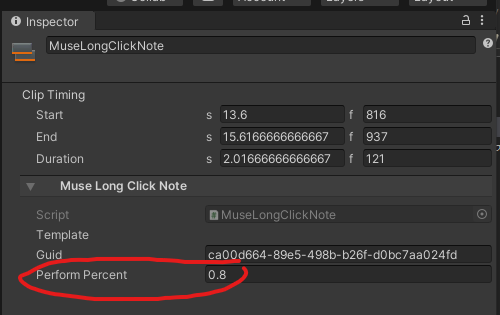 Inspector
MuseLongClickNote
Clip Timing
Start s 13.6 f 816
End s 15.6166666666667 f 937
Duration s 2.01666666666667 f 121
Muse Long Click Note
Script MuseLongClickNote
Template
Guid ca00d664-89e5-498b-b26f-d0bc7aa024fd
Perform Percent 0.8